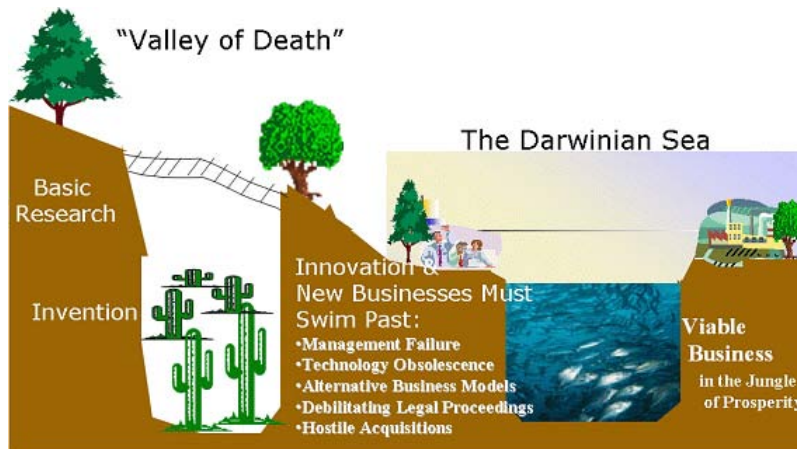 “Valley of Death”
The Darwinian Sea
Basic
Research
Invention
Innovation &
New Businesses Must
Swim Past:
•Management Failure
•Technology Obsolescence
•Alternative Business Models
•Debilitating Legal Proceedings
•Hostile Acquisitions
Viable
Business
in the Jungle
of Prosperity